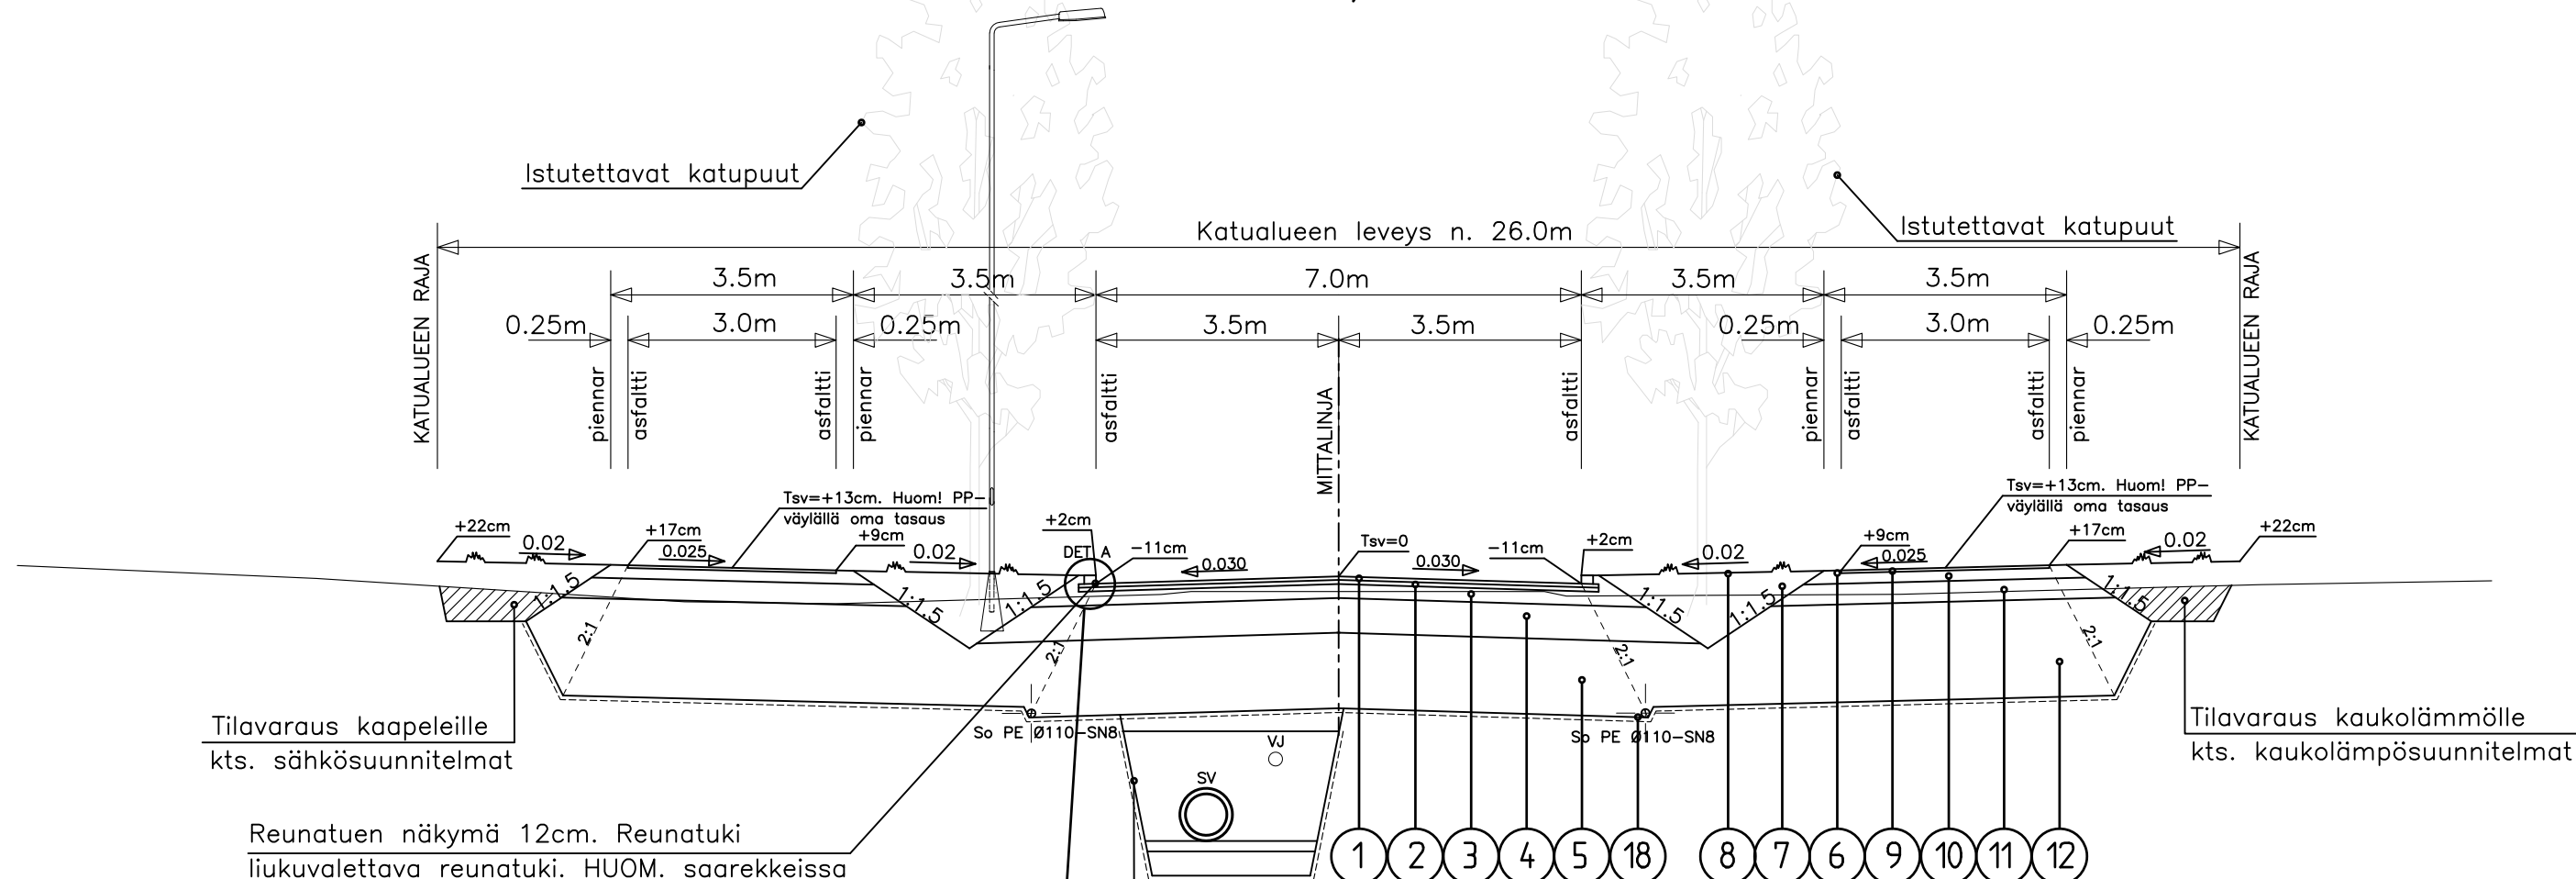 Istutettavat katupuut
Istutettavat katupuut
Katualueen leveys n. 26.0m
KATUALUEEN RAJA
KATUALUEEN RAJA
3.5m
3.5m
7.0m
3.5m
3.5m
0.25m
3.0m
0.25m
3.5m
3.5m
0.25m
3.0m
0.25m
piennar
asfaltti
asfaltti
piennar
asfaltti
MITTALINJA
asfaltti
piennar
asfaltti
asfaltti
piennar
Tsv=+13cm. Huom! PP-
väylällä oma tasaus
Tsv=+13cm. Huom! PP-
väylällä oma tasaus
+22cm
0.02
+17cm
0.025
+9cm
0.02
+2cm
DET A
-11cm
0.030
Tsv=0
0.030
-11cm
+2cm
0.02
+9cm
0.025
+17cm
0.02
+22cm
1:1.5
1:1.5
1:1.5
1:1.5
1:1.5
1:1.5
2:1
2:1
2:1
2:1
Tilavaraus kaapeleille
kts. sähkösuunnitelmat
So PE Ø110-SN8
So PE Ø110-SN8
Tilavaraus kaukolämmölle
kts. kaukolämpösuunnitelmat
VJ
SV
Reunatuen näkymä 12cm. Reunatuki
liukuvalettava reunatuki. HUOM. saarekkeissa
1 2 3 4 5 18 8 7 6 9 10 11 12